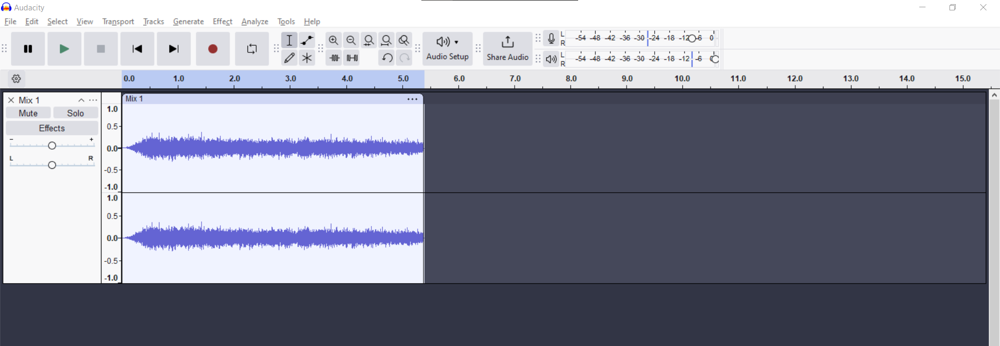 Audacity
File Edit Select View Transport Tracks Generate Effect Analyze Tools Help
Audio Setup
Share Audio
L
R
-54 -48 -42 -36 -30 -24 -18 -12 -6 0
L
R
-54 -48 -42 -36 -30 -24 -18 -12 -6 0
0.0 1.0 2.0 3.0 4.0 5.0 6.0 7.0 8.0 9.0 10.0 11.0 12.0 13.0 14.0 15.0
Mix 1
Mute Solo
Effects
- +
L R
Mix 1
1.0
0.5
0.0
-0.5
-1.0
1.0
0.5
0.0
-0.5
-1.0